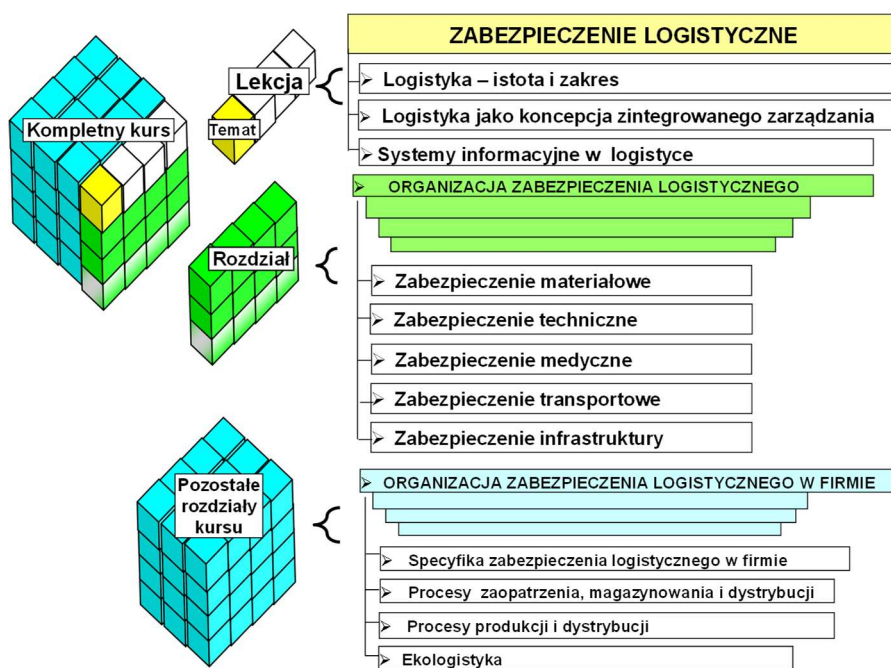 ZABEZPIECZENIE LOGISTYCZNE
Lekcja
Logistyka – istota i zakres
Kompletny kurs
Temat
Logistyka jako koncepcja zintegrowanego zarządzania
Systemy informacyjne w logistyce
ORGANIZACJA ZABEZPIECZENIA LOGISTYCZNEGO
Rozdział
Zabezpieczenie materiałowe
Zabezpieczenie techniczne
Zabezpieczenie medyczne
Zabezpieczenie transportowe
Zabezpieczenie infrastruktury
Pozostałe
rozdziały
kursu
ORGANIZACJA ZABEZPIECZENIA LOGISTYCZNEGO W FIRMIE
Specyfika zabezpieczenia logistycznego w firmie
Procesy zaopatrzenia, magazynowania i dystrybucji
Procesy produkcji i dystrybucji
Ekologistyka